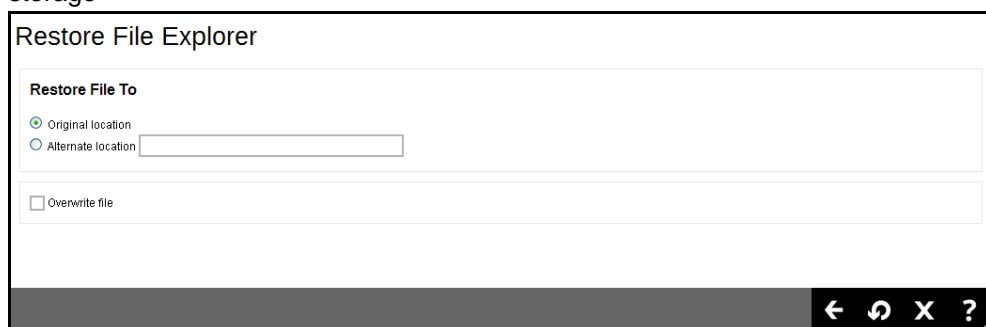 storage
Restore File Explorer
Restore File To
Original location
Alternate location
Overwrite file
X ?